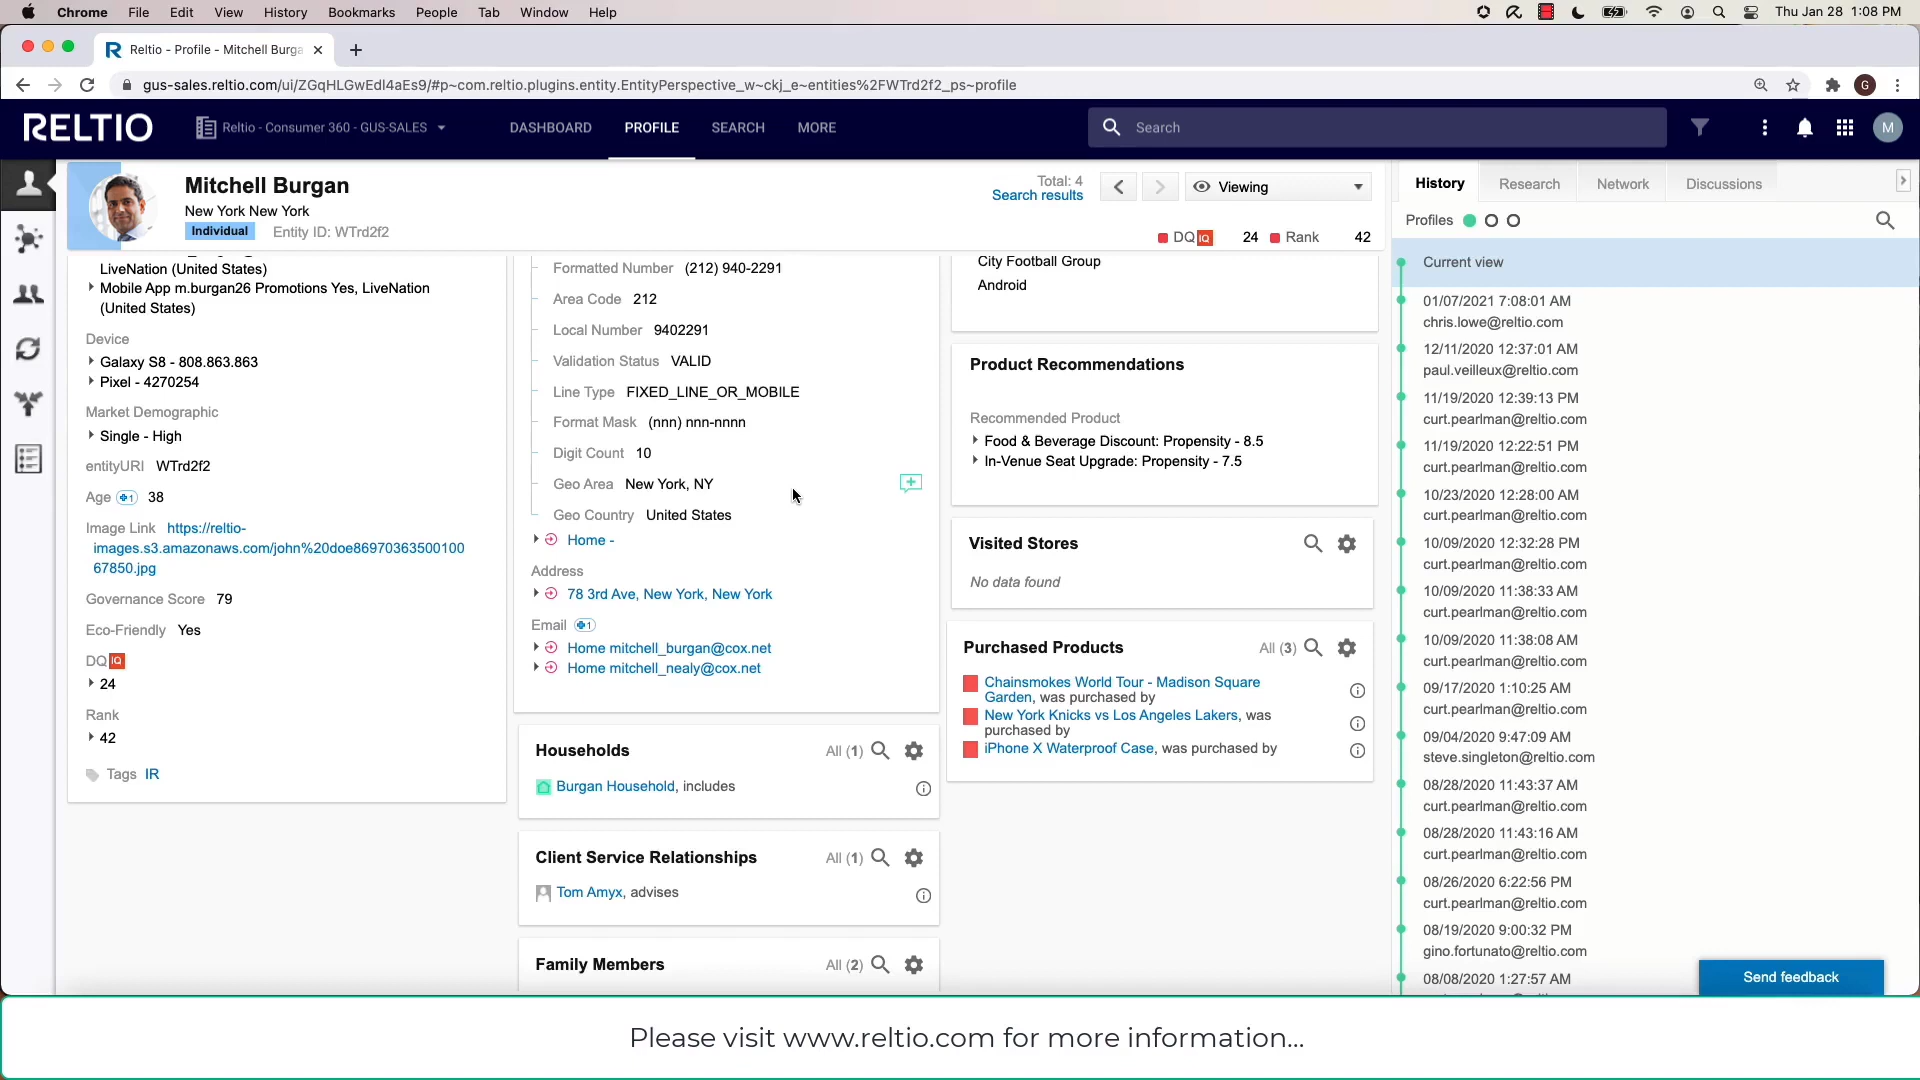 Chrome File Edit View History Bookmarks People Tab Window Help
Thu Jan 28 1:08 PM
Reltio - Profile - Mitchell Burga
gus-sales.reltio.com/ui/ZGqHLGwEdl4aEs9/#p~com.reltio.plugins.entity.EntityPerspective_w~ckj_e~entities%2FWTrd2f2_ps~profile
G
RELTIO
Reltio - Consumer 360 - GUS-SALES
DASHBOARD PROFILE SEARCH MORE
Search
M
Mitchell Burgan
New York New York
Individual Entity ID: WTrd2f2
Total: 4
Search results
Viewing
DQ IQ 24 Rank 42
LiveNation (United States)
Mobile App m.burgan26 Promotions Yes, LiveNation
(United States)
Device
Galaxy S8 - 808.863.863
Pixel - 4270254
Market Demographic
Single - High
entityURI WTrd2f2
Age +1 38
Image Link https://reltio-
images.s3.amazonaws.com/john%20doe86970363500100
67850.jpg
Governance Score 79
Eco-Friendly Yes
DQ IQ
24
Rank
42
Tags IR
Formatted Number (212) 940-2291
Area Code 212
Local Number 9402291
Validation Status VALID
Line Type FIXED_LINE_OR_MOBILE
Format Mask (nnn) nnn-nnnn
Digit Count 10
Geo Area New York, NY
Geo Country United States
Home -
Address
78 3rd Ave, New York, New York
Email +1
Home mitchell_burgan@cox.net
Home mitchell_nealy@cox.net
Households All (1)
Burgan Household, includes
Client Service Relationships All (1)
Tom Amyx, advises
Family Members All (2)
City Football Group
Android
Product Recommendations
Recommended Product
Food & Beverage Discount: Propensity - 8.5
In-Venue Seat Upgrade: Propensity - 7.5
Visited Stores
No data found
Purchased Products All (3)
Chainsmokes World Tour - Madison Square
Garden, was purchased by
New York Knicks vs Los Angeles Lakers, was
purchased by
iPhone X Waterproof Case, was purchased by
History Research Network Discussions
Profiles
Current view
01/07/2021 7:08:01 AM
chris.lowe@reltio.com
12/11/2020 12:37:01 AM
paul.veilleux@reltio.com
11/19/2020 12:39:13 PM
curt.pearlman@reltio.com
11/19/2020 12:22:51 PM
curt.pearlman@reltio.com
10/23/2020 12:28:00 AM
curt.pearlman@reltio.com
10/09/2020 12:32:28 PM
curt.pearlman@reltio.com
10/09/2020 11:38:33 AM
curt.pearlman@reltio.com
10/09/2020 11:38:08 AM
curt.pearlman@reltio.com
09/17/2020 1:10:25 AM
curt.pearlman@reltio.com
09/04/2020 9:47:09 AM
steve.singleton@reltio.com
08/28/2020 11:43:37 AM
curt.pearlman@reltio.com
08/28/2020 11:43:16 AM
curt.pearlman@reltio.com
08/26/2020 6:22:56 PM
curt.pearlman@reltio.com
08/19/2020 9:00:32 PM
gino.fortunato@reltio.com
08/08/2020 1:27:57 AM
Send feedback
Please visit www.reltio.com for more information...